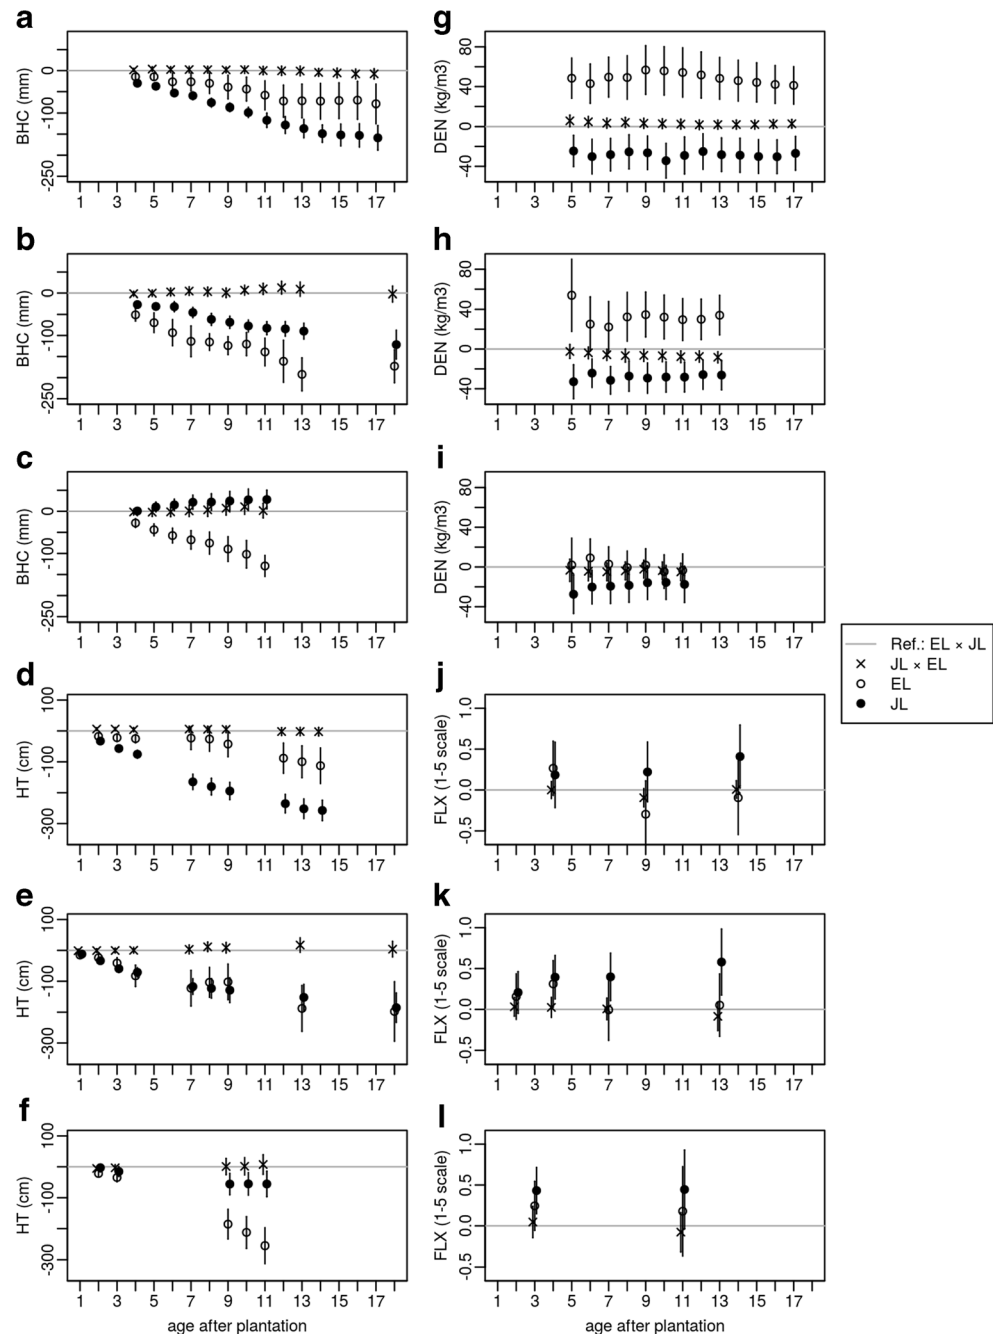 a
BHC (mm)
0
-100
-250
1 3 5 7 9 11 13 15 17
g
DEN (kg/m3)
80
40
0
-40
1 3 5 7 9 11 13 15 17
b
BHC (mm)
0
-100
-250
1 3 5 7 9 11 13 15 17
h
DEN (kg/m3)
80
40
0
-40
1 3 5 7 9 11 13 15 17
c
BHC (mm)
0
-100
-250
1 3 5 7 9 11 13 15 17
i
DEN (kg/m3)
80
40
0
-40
1 3 5 7 9 11 13 15 17
Ref.: EL × JL
JL × EL
EL
JL
d
HT (cm)
100
-100
-300
1 3 5 7 9 11 13 15 17
j
FLX (1-5 scale)
1.0
0.5
0.0
-0.5
1 3 5 7 9 11 13 15 17
e
HT (cm)
100
-100
-300
1 3 5 7 9 11 13 15 17
k
FLX (1-5 scale)
1.0
0.5
0.0
-0.5
1 3 5 7 9 11 13 15 17
f
HT (cm)
100
-100
-300
1 3 5 7 9 11 13 15 17
age after plantation
l
FLX (1-5 scale)
1.0
0.5
0.0
-0.5
1 3 5 7 9 11 13 15 17
age after plantation